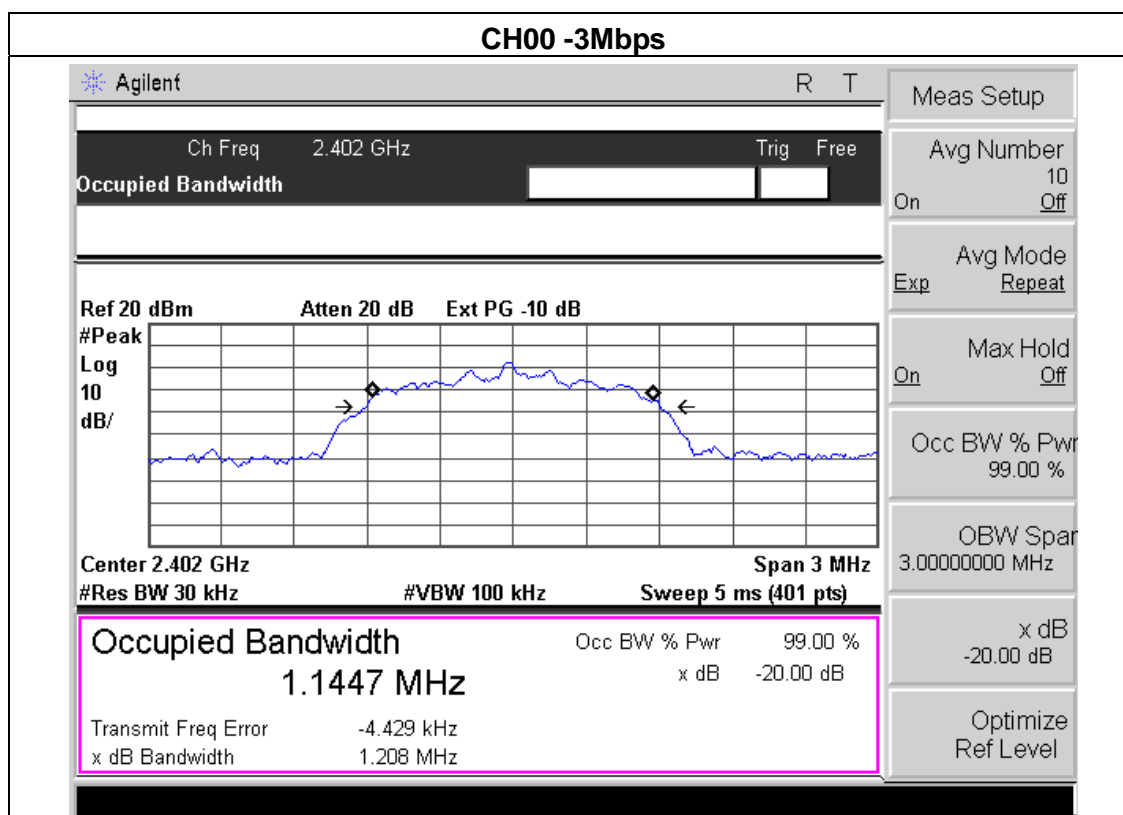 CH00 -3Mbps
Agilent R T
Ch Freq 2.402 GHz Trig Free
Occupied Bandwidth
Ref 20 dBm Atten 20 dB Ext PG -10 dB
#Peak
Log
10
dB/
Center 2.402 GHz Span 3 MHz
#Res BW 30 kHz #VBW 100 kHz Sweep 5 ms (401 pts)
Occupied Bandwidth Occ BW % Pwr 99.00 %
1.1447 MHz x dB -20.00 dB
Transmit Freq Error -4.429 kHz
x dB Bandwidth 1.208 MHz
Meas Setup
Avg Number
10
On Off
Avg Mode
Exp Repeat
Max Hold
On Off
Occ BW % Pwr
99.00 %
OBW Span
3.00000000 MHz
x dB
-20.00 dB
Optimize
Ref Level